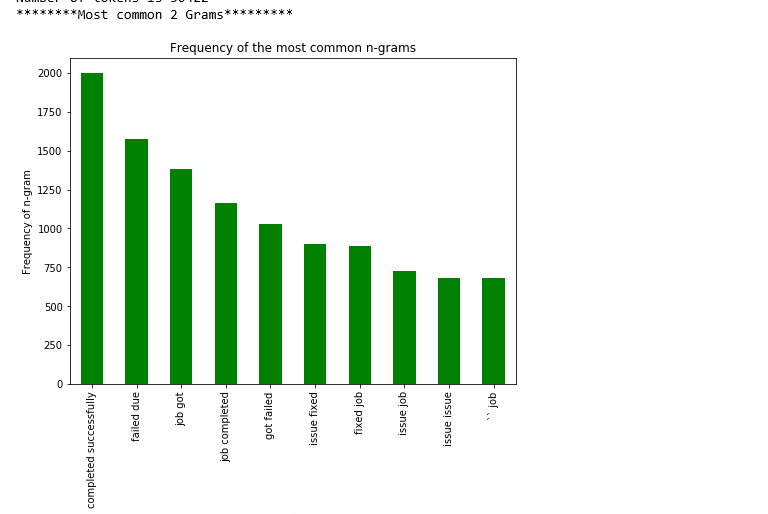 ********Most common 2 Grams*********
Frequency of the most common n-grams
Frequency of n-gram
2000
1750
1500
1250
1000
750
500
250
0
completed successfully
failed due
job got
job completed
got failed
issue fixed
fixed job
issue job
issue issue
`` job